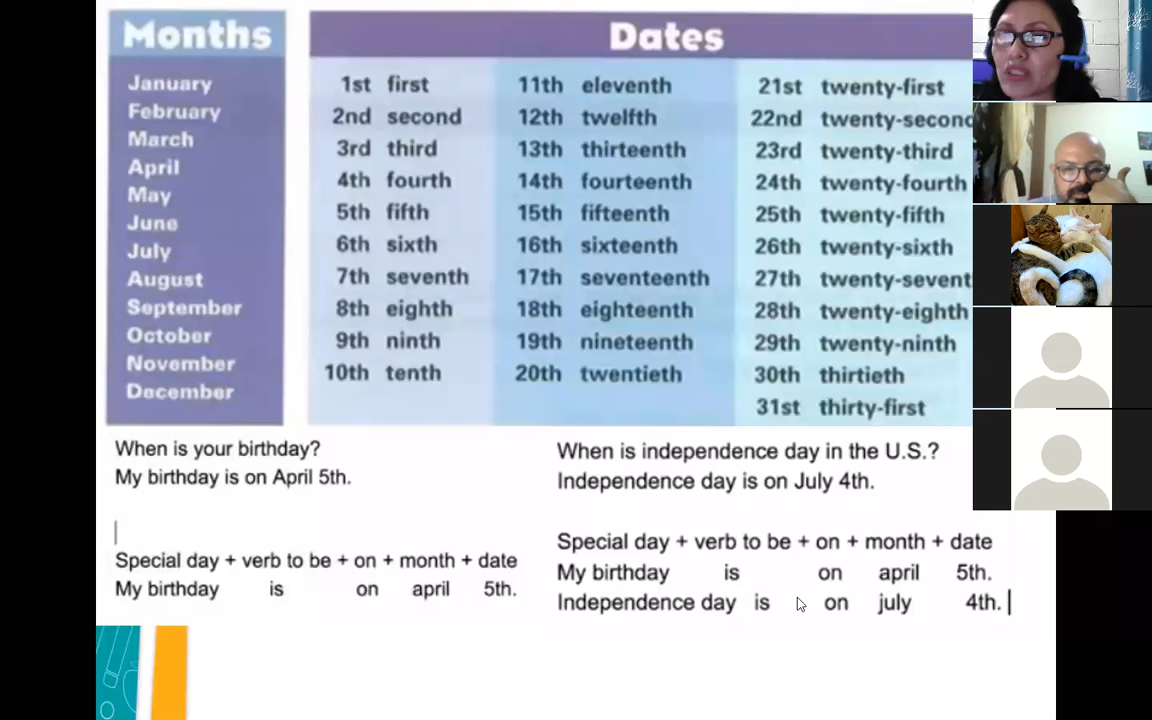 Months
January
February
March
April
May
June
July
August
September
October
November
December
Dates
1st first
2nd second
3rd third
4th fourth
5th fifth
6th sixth
7th seventh
8th eighth
9th ninth
10th tenth
11th eleventh
12th twelfth
13th thirteenth
14th fourteenth
15th fifteenth
16th sixteenth
17th seventeenth
18th eighteenth
19th nineteenth
20th twentieth
21st twenty-first
22nd twenty-second
23rd twenty-third
24th twenty-fourth
25th twenty-fifth
26th twenty-sixth
27th twenty-sevent
28th twenty-eighth
29th twenty-ninth
30th thirtieth
31st thirty-first
When is your birthday?
My birthday is on April 5th.
Special day + verb to be + on + month + date
My birthday is on april 5th.
When is independence day in the U.S.?
Independence day is on July 4th.
Special day + verb to be + on + month + date
My birthday is on april 5th.
Independence day is on july 4th.